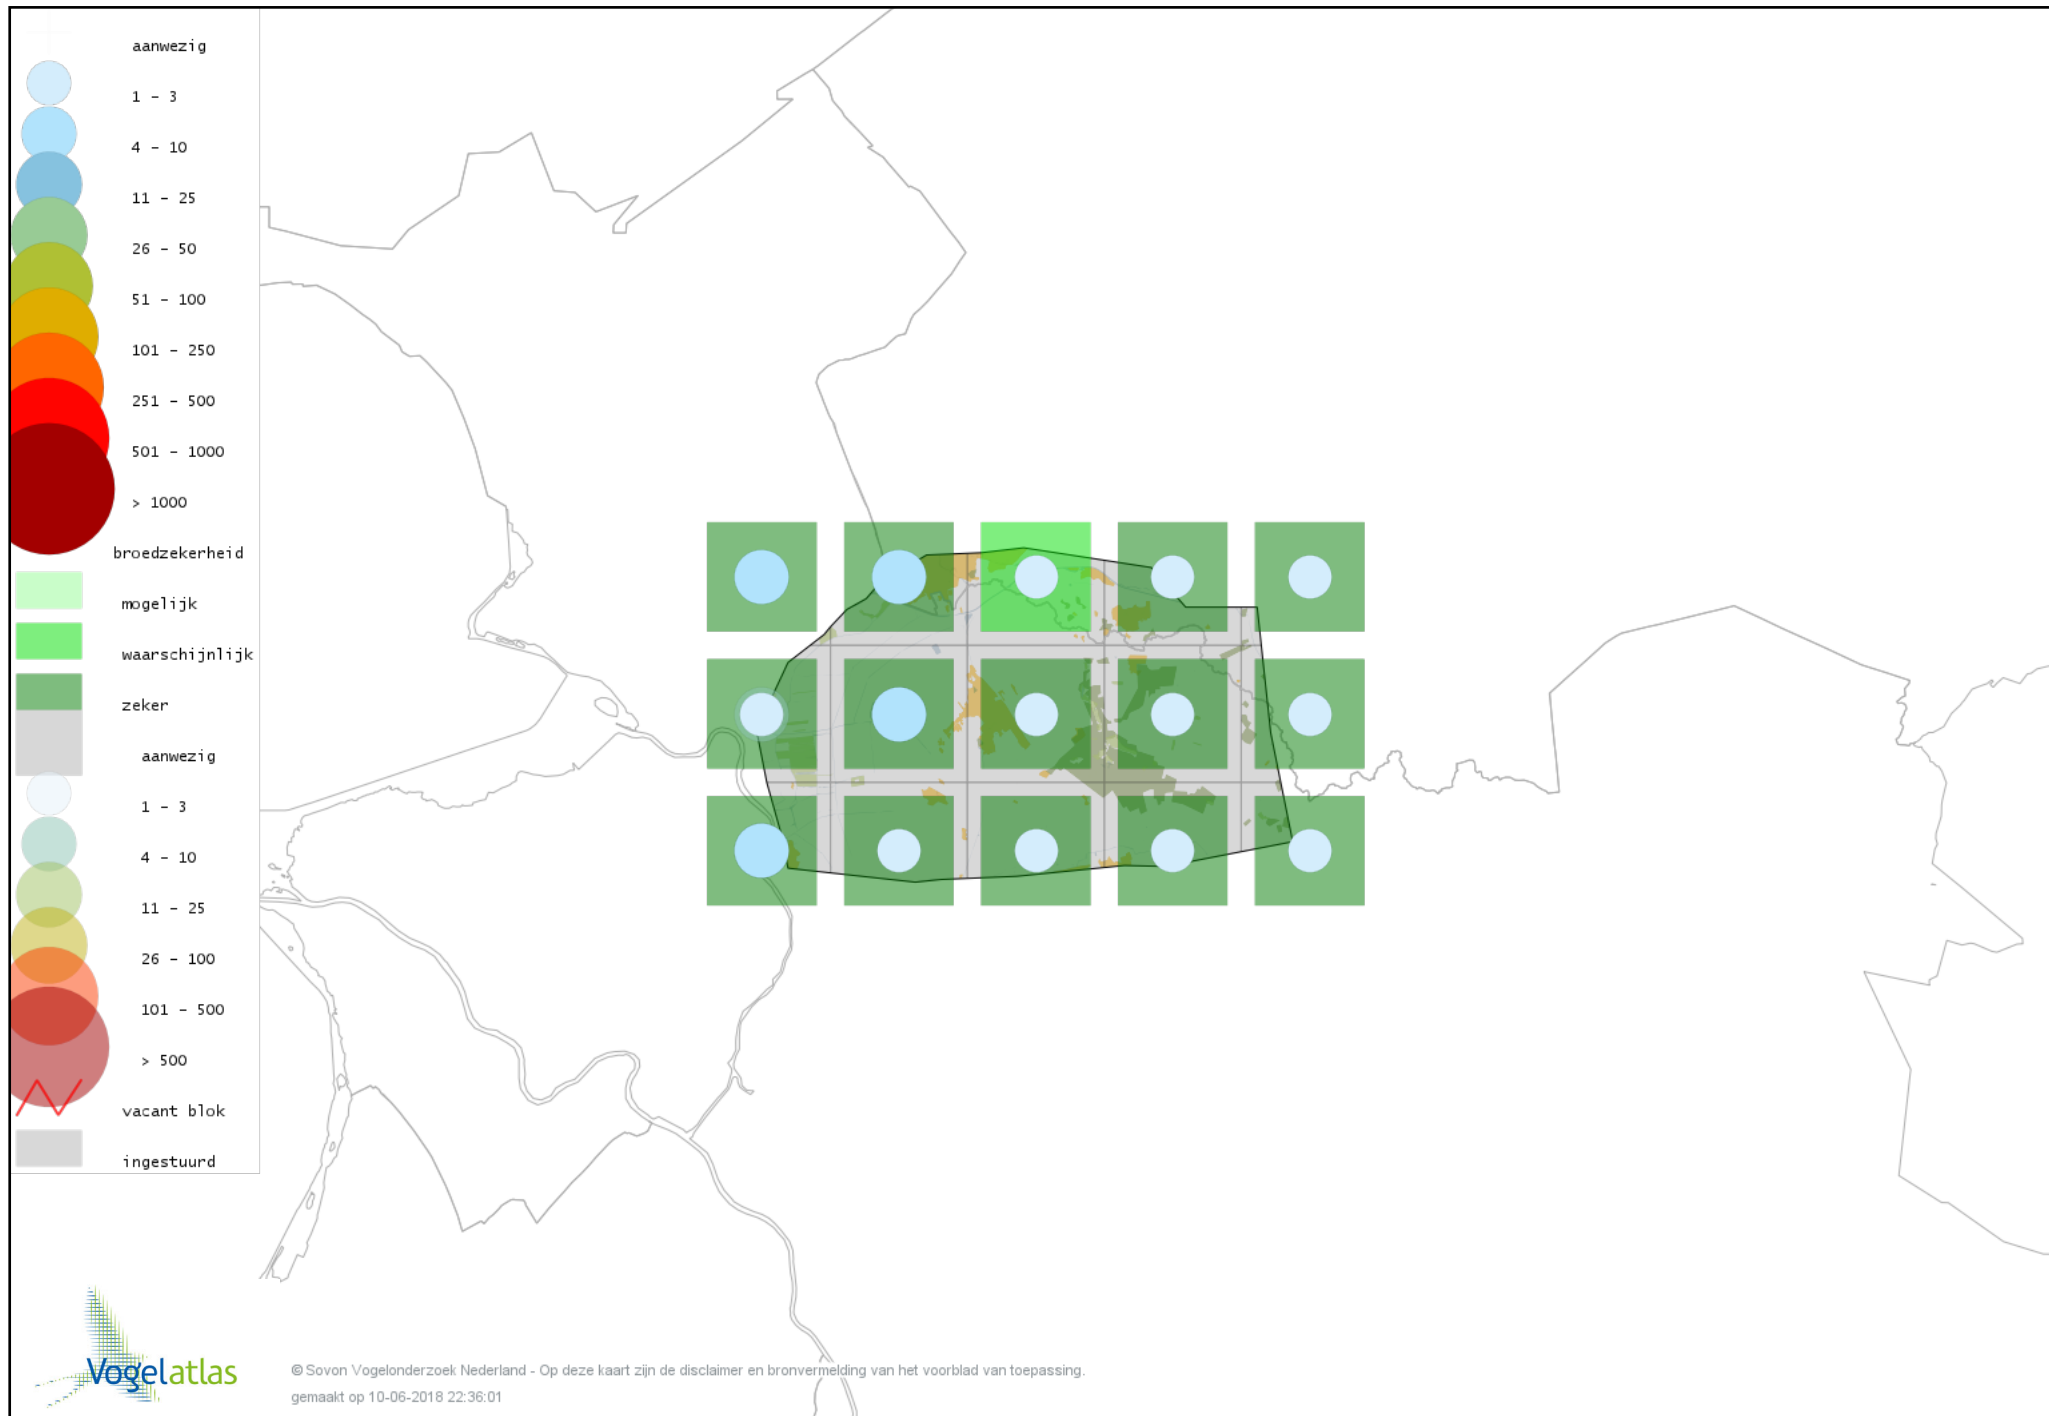 aanwezig
1 - 3
4 - 10
11 - 25
26 - 50
51 - 100
101 - 250
251 - 500
501 - 1000
> 1000
broedzekerheid
mogelijk
waarschijnlijk
zeker
aanwezig
1 - 3
4 - 10
11 - 25
26 - 100
101 - 500
> 500
vacant blok
ingestuurd
Vogelatlas
© Sovon Vogelonderzoek Nederland - Op deze kaart zijn de disclaimer en bronvermelding van het voorblad van toepassing.
gemaakt op 10-06-2018 22:36:01